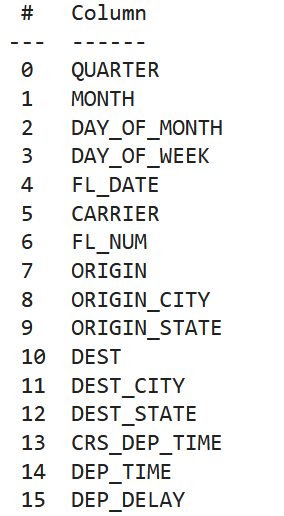 # Column
--- ------
0 QUARTER
1 MONTH
2 DAY_OF_MONTH
3 DAY_OF_WEEK
4 FL_DATE
5 CARRIER
6 FL_NUM
7 ORIGIN
8 ORIGIN_CITY
9 ORIGIN_STATE
10 DEST
11 DEST_CITY
12 DEST_STATE
13 CRS_DEP_TIME
14 DEP_TIME
15 DEP_DELAY